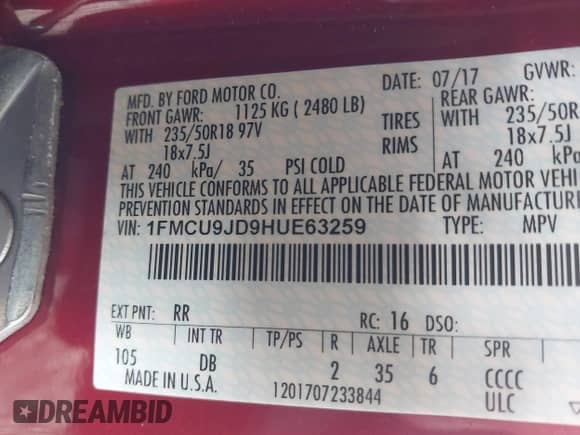 MFD. BY FORD MOTOR CO.
DATE: 07/17
GVWR:
FRONT GAWR: 1125 KG ( 2480 LB)
REAR GAWR:
WITH 235/50R18 97V
TIRES
235/50R
18x7.5J
RIMS
18x7.5J
AT 240 kPa/ 35 PSI COLD
AT 240 kPa
THIS VEHICLE CONFORMS TO ALL APPLICABLE FEDERAL MOTOR VEHI
PREVENTION STANDARDS IN EFFECT ON THE DATE OF MANUFACTURE
VIN: 1FMCU9JD9HUE63259
TYPE: MPV
EXT PNT: RR
RC: 16 DSO:
WB INT TR TP/PS R AXLE TR SPR
105 DB 2 35 6 CCCC
MADE IN U.S.A. 1201707233844 ULC
DREAMBID